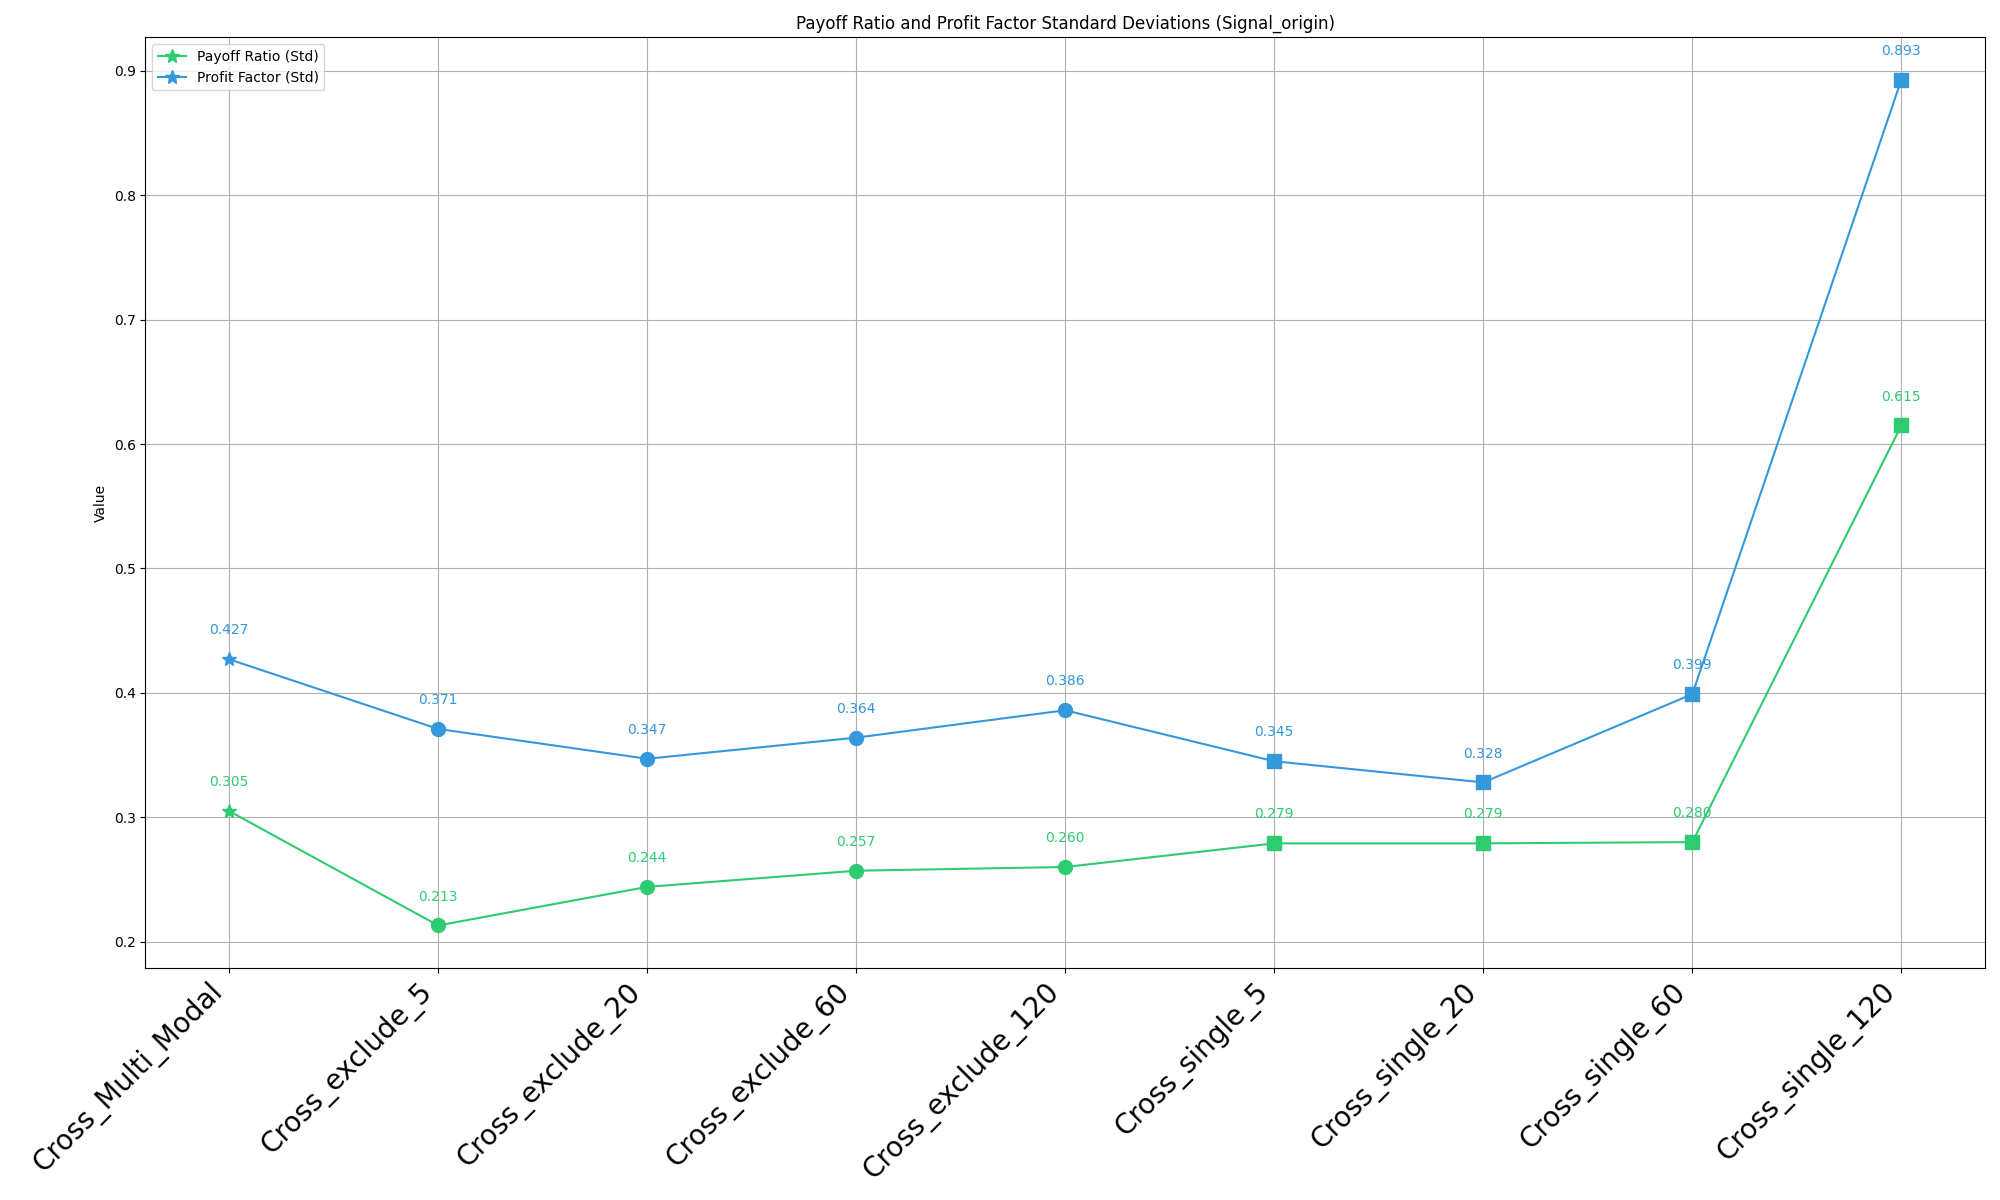 Payoff Ratio and Profit Factor Standard Deviations (Signal_origin)
Payoff Ratio (Std)
Profit Factor (Std)
Value
0.9
0.8
0.7
0.6
0.5
0.4
0.3
0.2
0.427
0.371
0.347
0.364
0.386
0.345
0.328
0.399
0.893
0.305
0.213
0.244
0.257
0.260
0.279
0.279
0.280
0.615
Cross_Multi_Modal
Cross_exclude_5
Cross_exclude_20
Cross_exclude_60
Cross_exclude_120
Cross_single_5
Cross_single_20
Cross_single_60
Cross_single_120